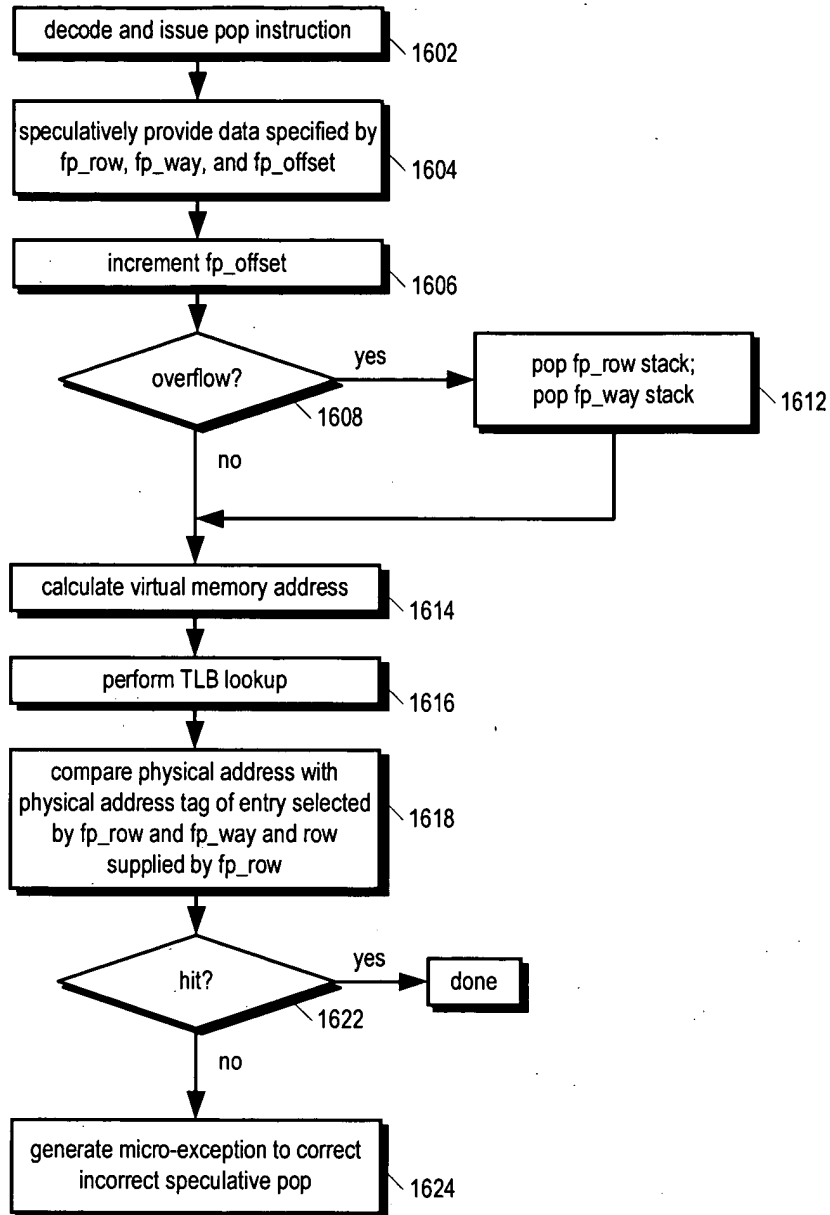 decode and issue pop instruction
1602
speculatively provide data specified by
fp_row, fp_way, and fp_offset
1604
increment fp_offset
1606
overflow?
1608
yes
pop fp_row stack;
pop fp_way stack
1612
no
calculate virtual memory address
1614
perform TLB lookup
1616
compare physical address with
physical address tag of entry selected
by fp_row and fp_way and row
supplied by fp_row
1618
hit?
1622
yes
done
no
generate micro-exception to correct
incorrect speculative pop
1624